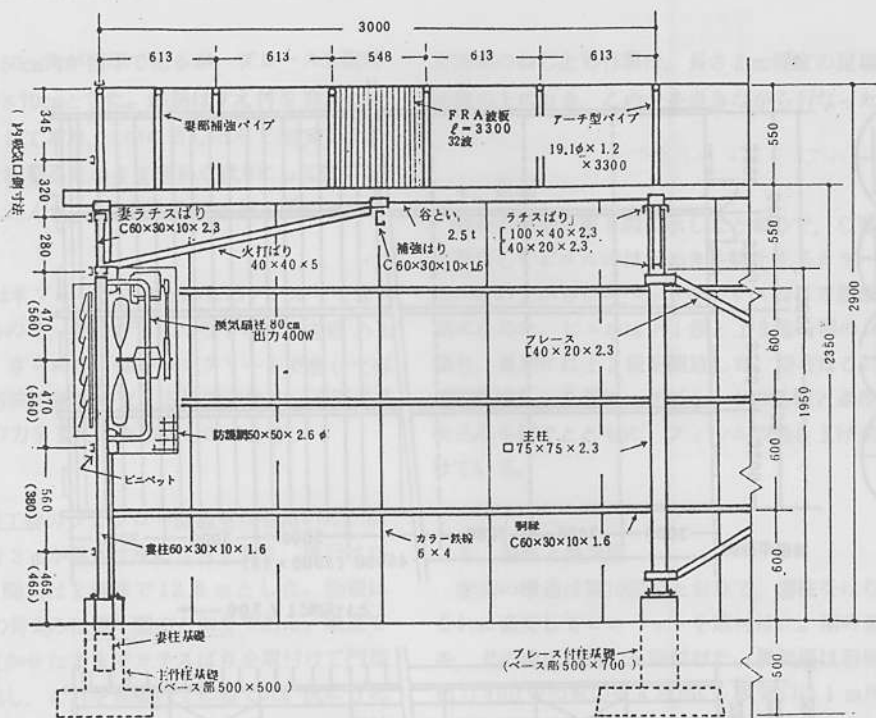 3000
613
613
548
613
613
妻部補強パイプ
FRA波板
ℓ=3300
32波
アーチ型パイプ
19.1φ×1.2
×3300
(内吸気口側寸法)
345
320
280
470
(560)
470
(560)
560
(380)
465
(465)
妻ラチスばり
C60×30×10×2.3
火打ばり
40×40×5
谷とい,
2.5t
補強はり
C60×30×10×1.6
ラチスばり
[100×40×2.3
[40×20×2.3
換気扇径80cm
出力400W
ブレース
[40×20×2.3
防護網50×50×2.6φ
主柱
□75×75×2.3
ビニペット
妻柱60×30×10×1.6
カラー鉄線
6×4
胴縁
C60×30×10×1.6
妻柱基礎
主骨柱基礎
(ベース部500×500)
ブレース付柱基礎
(ベース部500×700)
550
550
600
600
600
500
1950
2350
2900